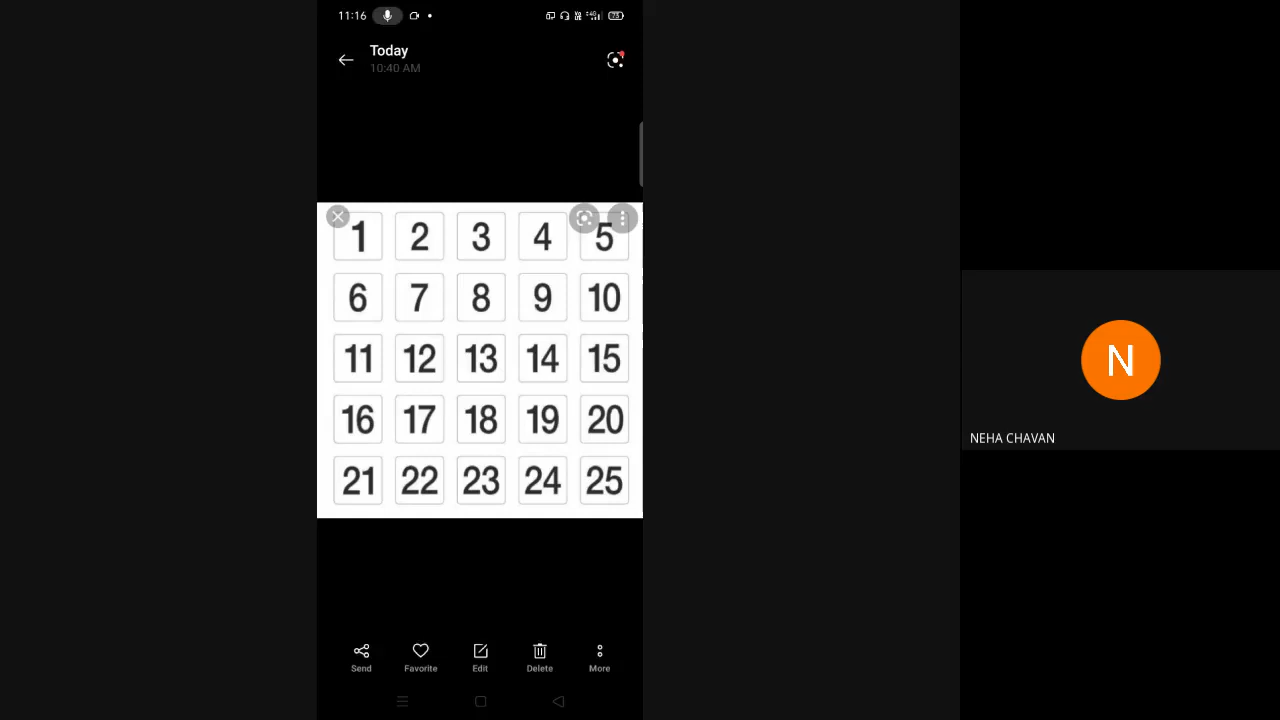 11:16
Today
10:40 AM
1 2 3 4 5
6 7 8 9 10
11 12 13 14 15
16 17 18 19 20
21 22 23 24 25
NEHA CHAVAN
N
Send Favorite Edit Delete More